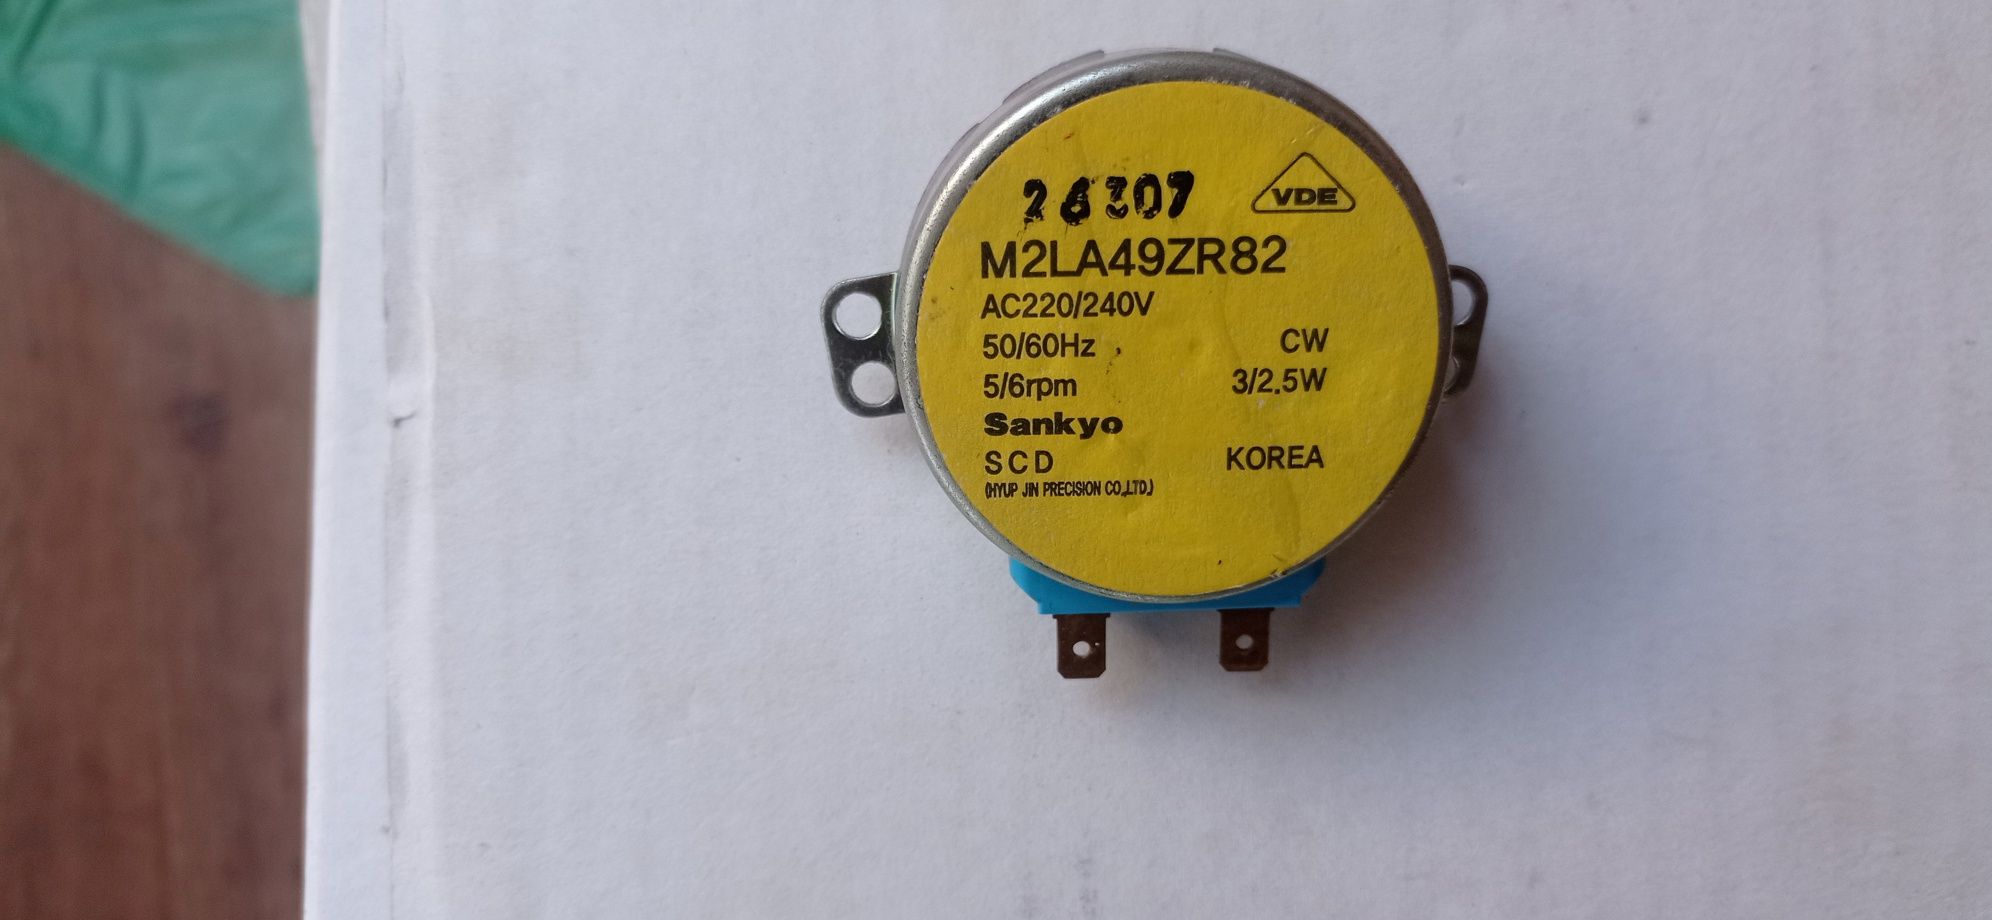 26307
VDE
M2LA49ZR82
AC220/240V
50/60Hz CW
5/6rpm 3/2.5W
Sankyo
SCD KOREA
(HYUP JIN PRECISION CO.,LTD.)